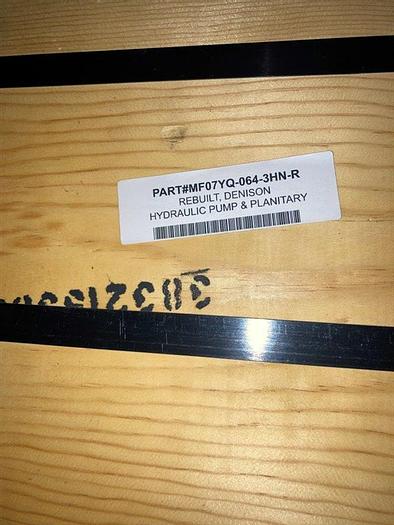 PART#MF07YQ-064-3HN-R
REBUILT, DENISON
HYDRAULIC PUMP & PLANITARY